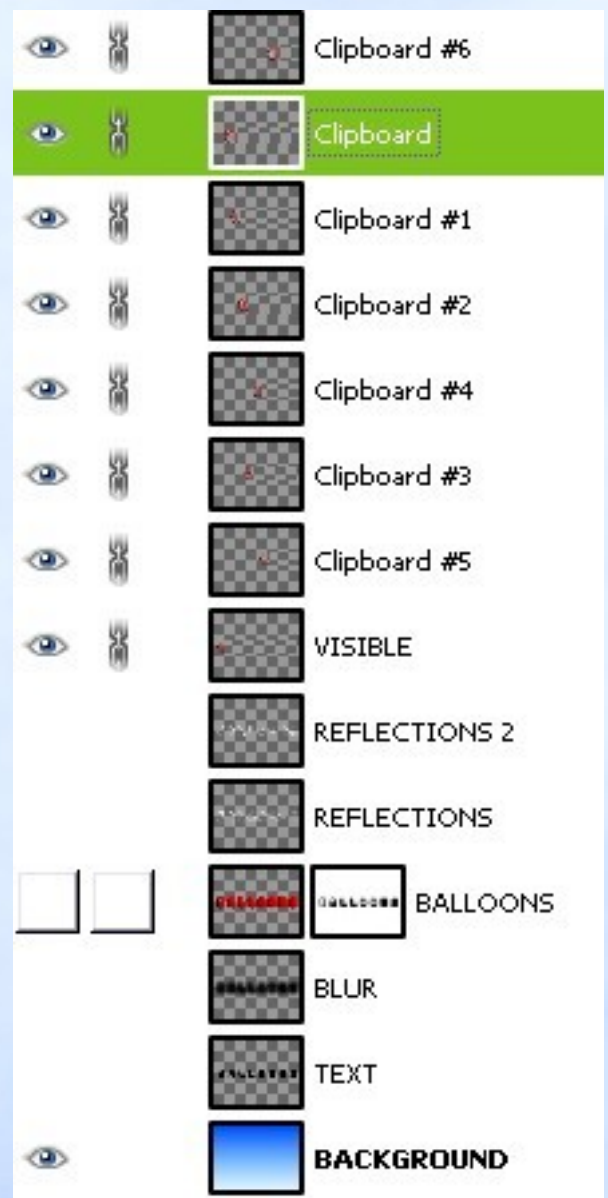 Clipboard #6
Clipboard
Clipboard #1
Clipboard #2
Clipboard #4
Clipboard #3
Clipboard #5
VISIBLE
REFLECTIONS 2
REFLECTIONS
BALLOONS
BLUR
TEXT
BACKGROUND